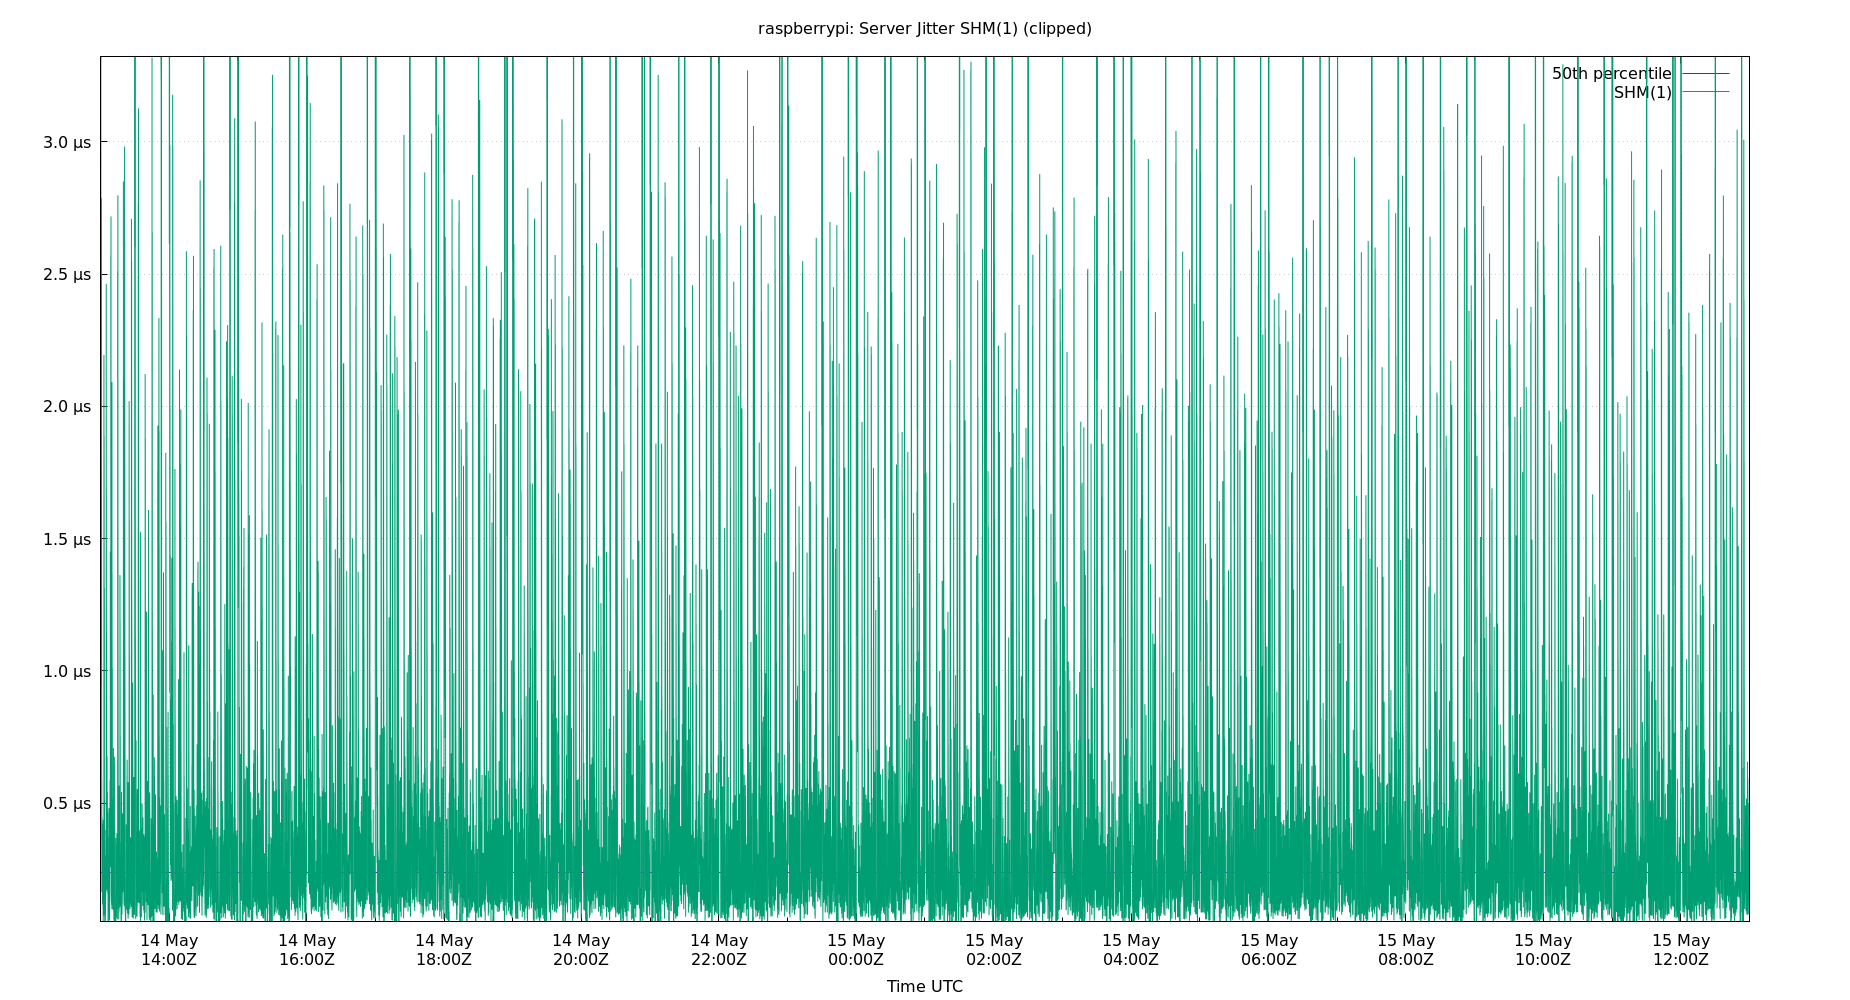 raspberrypi: Server Jitter SHM(1) (clipped)
50th percentile
SHM(1)
3.0 µs
2.5 µs
2.0 µs
1.5 µs
1.0 µs
0.5 µs
14 May 14 May 14 May 14 May 14 May 15 May 15 May 15 May 15 May 15 May 15 May 15 May
14:00Z 16:00Z 18:00Z 20:00Z 22:00Z 00:00Z 02:00Z 04:00Z 06:00Z 08:00Z 10:00Z 12:00Z
Time UTC